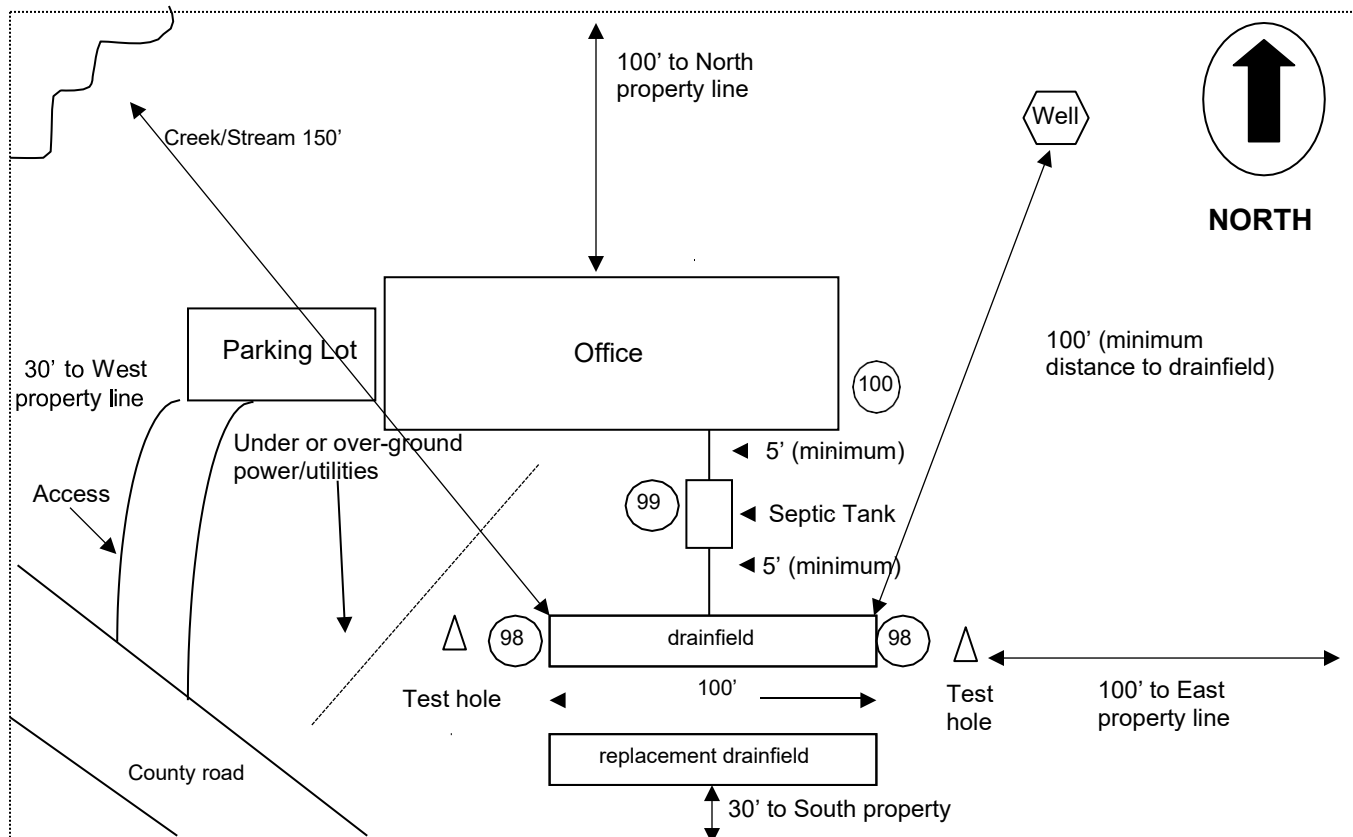 100’ to North
property line
Well
Creek/Stream 150’
NORTH
Parking Lot
Office
100’ (minimum
distance to drainfield)
30’ to West
property line
100
Under or over-ground
power/utilities
5’ (minimum)
Access
99
Septic Tank
5’ (minimum)
98
drainfield
98
Test hole
100’
Test
hole
100’ to East
property line
replacement drainfield
County road
30’ to South property